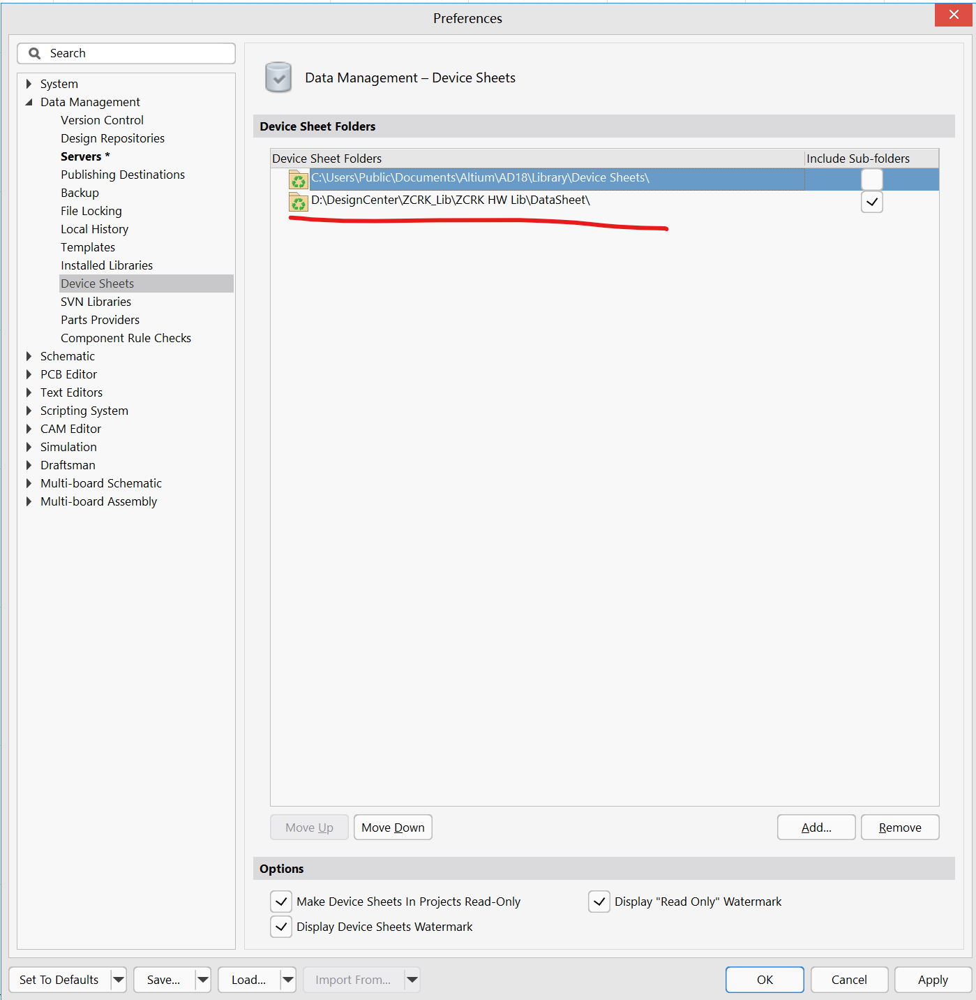 Preferences
Search
System
Data Management
Version Control
Design Repositories
Servers *
Publishing Destinations
Backup
File Locking
Local History
Templates
Installed Libraries
Device Sheets
SVN Libraries
Parts Providers
Component Rule Checks
Schematic
PCB Editor
Text Editors
Scripting System
CAM Editor
Simulation
Draftsman
Multi-board Schematic
Multi-board Assembly
Data Management – Device Sheets
Device Sheet Folders
Device Sheet Folders Include Sub-folders
C:\Users\Public\Documents\Altium\AD18\Library\Device Sheets\
D:\DesignCenter\ZCRK_Lib\ZCRK HW Lib\DataSheet\
Move Up Move Down Add... Remove
Options
Make Device Sheets In Projects Read-Only Display "Read Only" Watermark
Display Device Sheets Watermark
Set To Defaults Save... Load... Import From... OK Cancel Apply